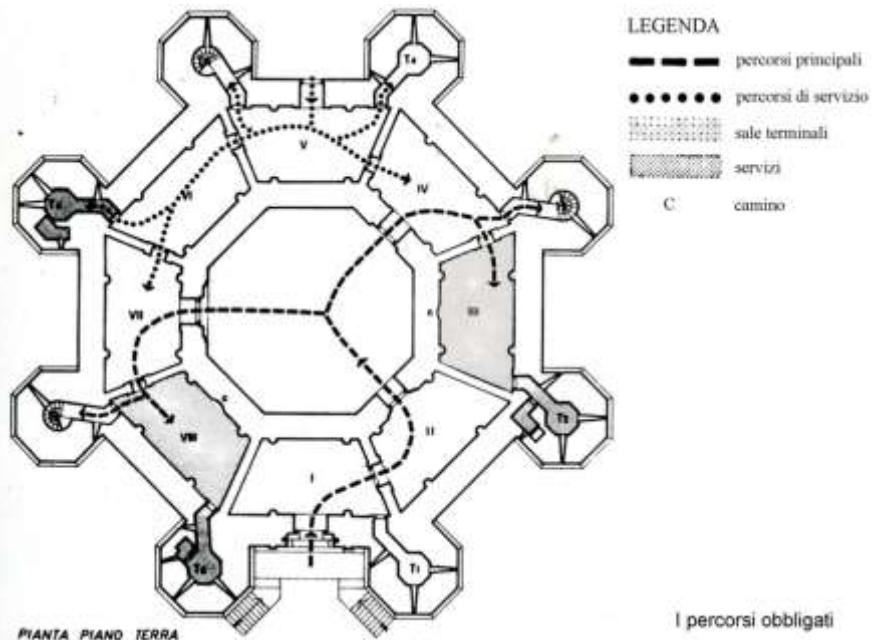 LEGENDA
percorsi principali
percorsi di servizio
sale terminali
servizi
C camino
T4
V
IV
VI
VII
III
c
c
VIII
II
I
T2
T1
PIANTA PIANO TERRA
I percorsi obbligati